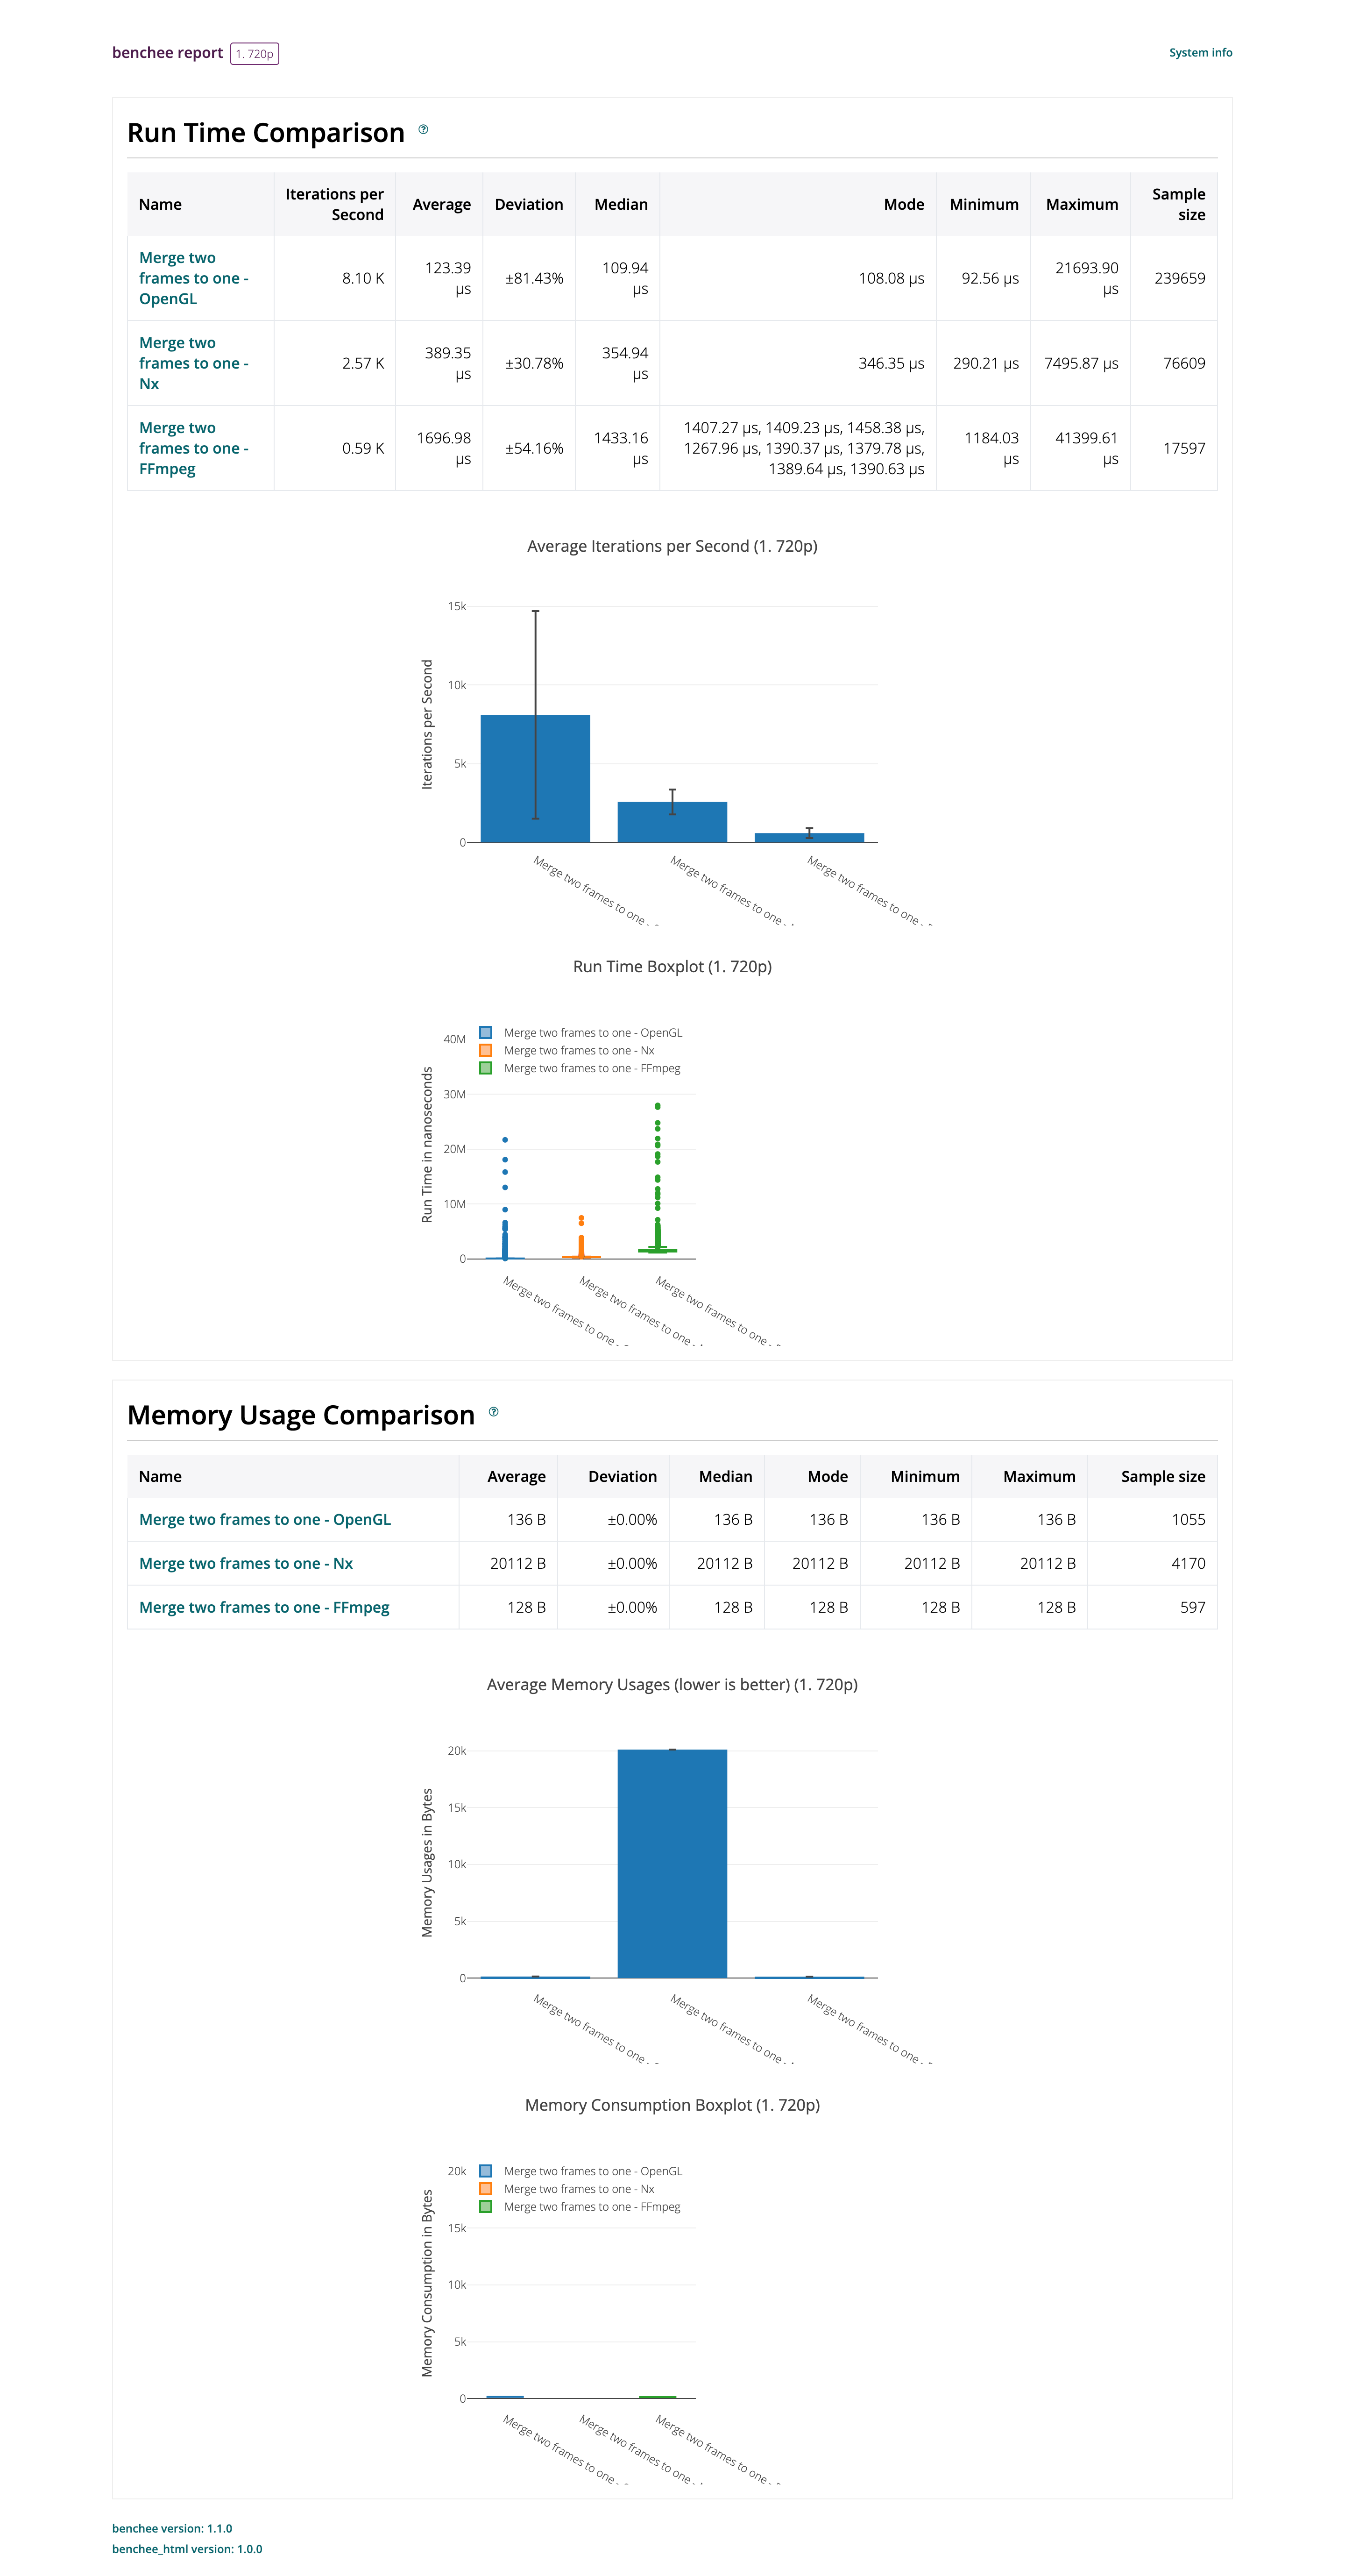 benchee report 1. 720p System info
Run Time Comparison
Name Iterations per Second Average Deviation Median Mode Minimum Maximum Sample size
Merge two frames to one - OpenGL 8.10 K 123.39 µs ±81.43% 109.94 µs 108.08 µs 92.56 µs 21693.90 µs 239659
Merge two frames to one - Nx 2.57 K 389.35 µs ±30.78% 354.94 µs 346.35 µs 290.21 µs 7495.87 µs 76609
Merge two frames to one - FFmpeg 0.59 K 1696.98 µs ±54.16% 1433.16 µs 1407.27 µs, 1409.23 µs, 1458.38 µs, 1267.96 µs, 1390.37 µs, 1379.78 µs, 1389.64 µs, 1390.63 µs 1184.03 µs 41399.61 µs 17597
Average Iterations per Second (1. 720p)
Iterations per Second
15k
10k
5k
0
Merge two frames to one -
Merge two frames to one -
Merge two frames to one -
Run Time Boxplot (1. 720p)
Run Time in nanoseconds
Merge two frames to one - OpenGL
Merge two frames to one - Nx
Merge two frames to one - FFmpeg
40M
30M
20M
10M
0
Merge two frames to one -
Merge two frames to one -
Merge two frames to one -
Memory Usage Comparison
Name Average Deviation Median Mode Minimum Maximum Sample size
Merge two frames to one - OpenGL 136 B ±0.00% 136 B 136 B 136 B 136 B 1055
Merge two frames to one - Nx 20112 B ±0.00% 20112 B 20112 B 20112 B 20112 B 4170
Merge two frames to one - FFmpeg 128 B ±0.00% 128 B 128 B 128 B 128 B 597
Average Memory Usages (lower is better) (1. 720p)
Memory Usages in Bytes
20k
15k
10k
5k
0
Merge two frames to one -
Merge two frames to one -
Merge two frames to one -
Memory Consumption Boxplot (1. 720p)
Memory Consumption in Bytes
Merge two frames to one - OpenGL
Merge two frames to one - Nx
Merge two frames to one - FFmpeg
20k
15k
10k
5k
0
Merge two frames to one -
Merge two frames to one -
Merge two frames to one -
benchee version: 1.1.0
benchee_html version: 1.0.0